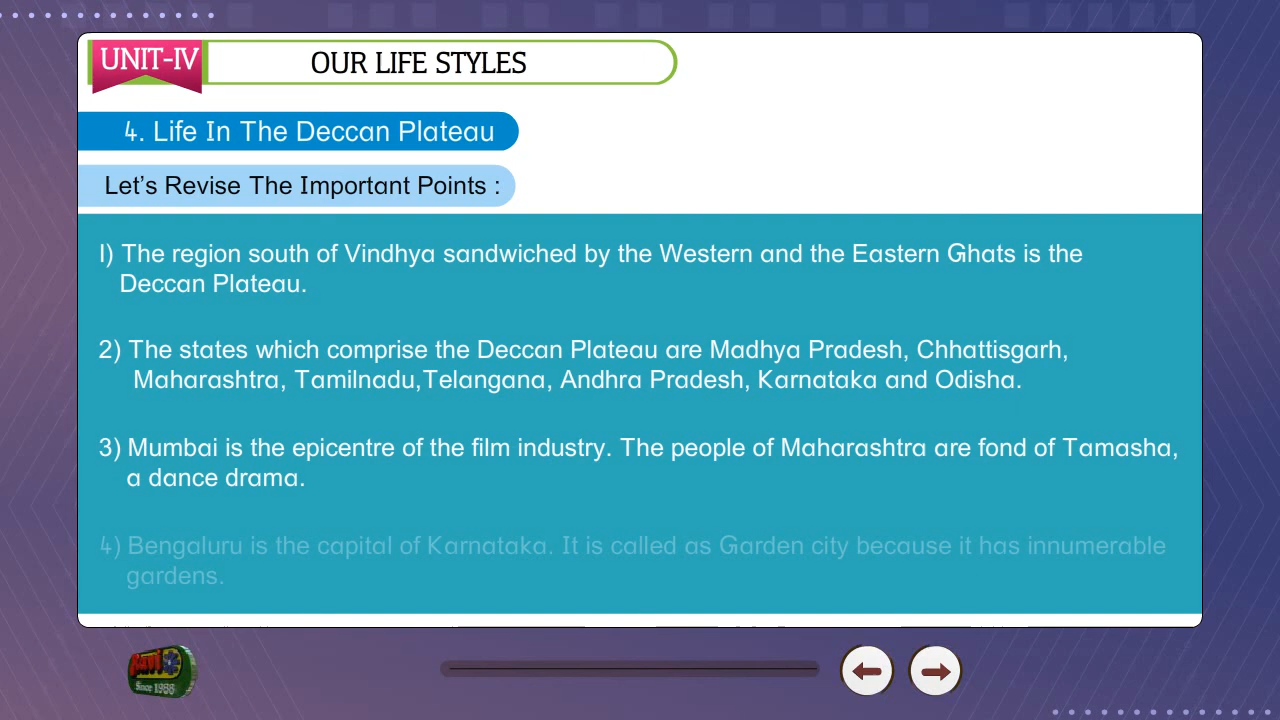 UNIT-IV
OUR LIFE STYLES
4. Life In The Deccan Plateau
Let's Revise The Important Points :
I) The region south of Vindhya sandwiched by the Western and the Eastern Ghats is the
Deccan Plateau.
2) The states which comprise the Deccan Plateau are Madhya Pradesh, Chhattisgarh,
Maharashtra, Tamilnadu,Telangana, Andhra Pradesh, Karnataka and Odisha.
3) Mumbai is the epicentre of the film industry. The people of Maharashtra are fond of Tamasha,
a dance drama.
4) Bengaluru is the capital of Karnataka. It is called as Garden city because it has innumerable
gardens.
Since 1988